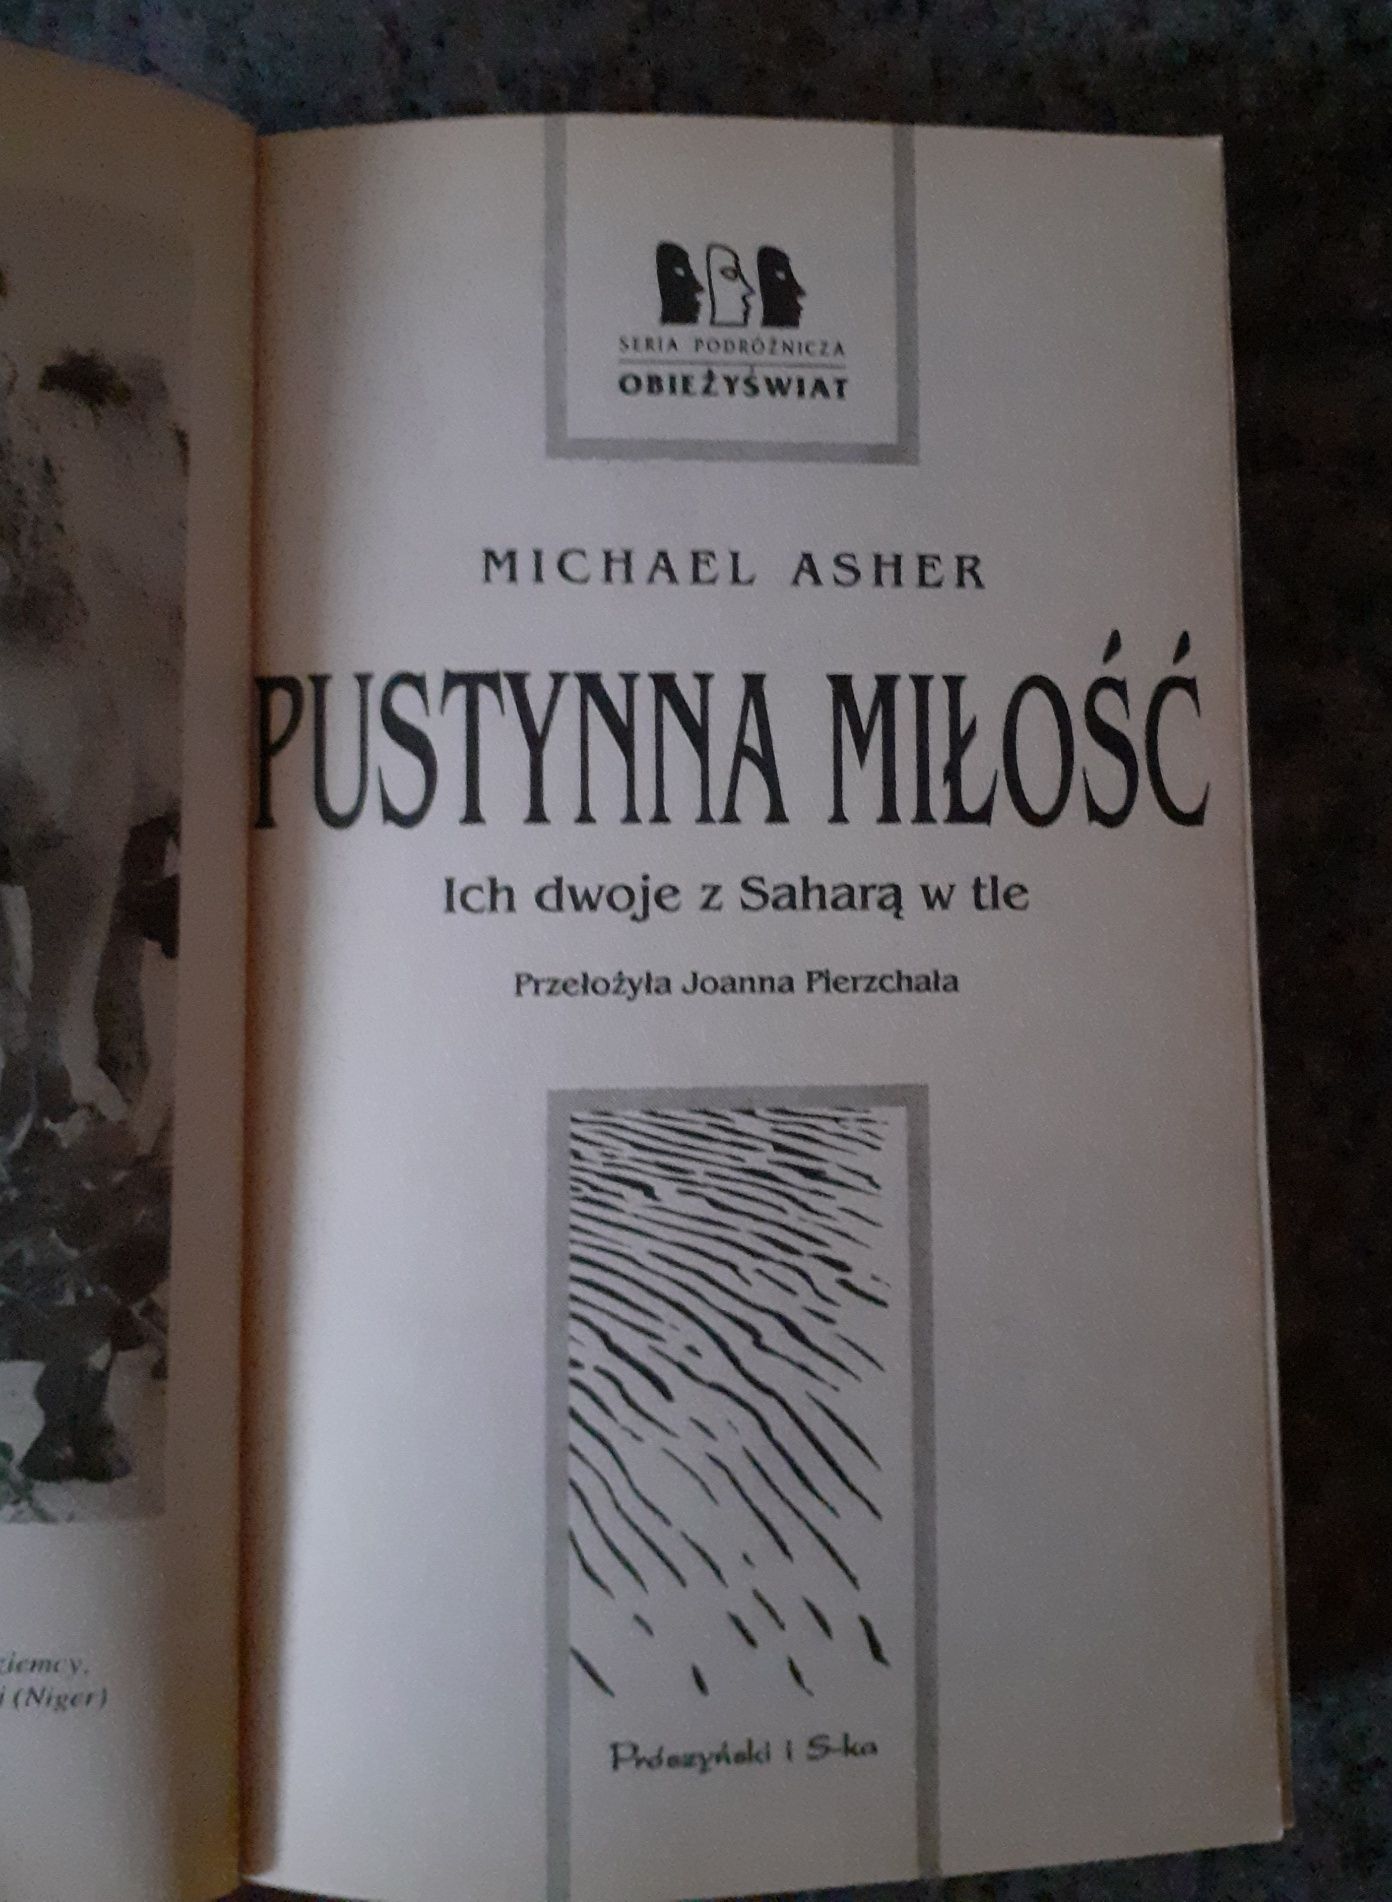 SERIA PODRÓŻNICZA
OBIEŻYŚWIAT
MICHAEL ASHER
PUSTYNNA MIŁOŚĆ
Ich dwoje z Saharą w tle
Przełożyła Joanna Pierzchała
Prószyński i S-ka
(Niger)